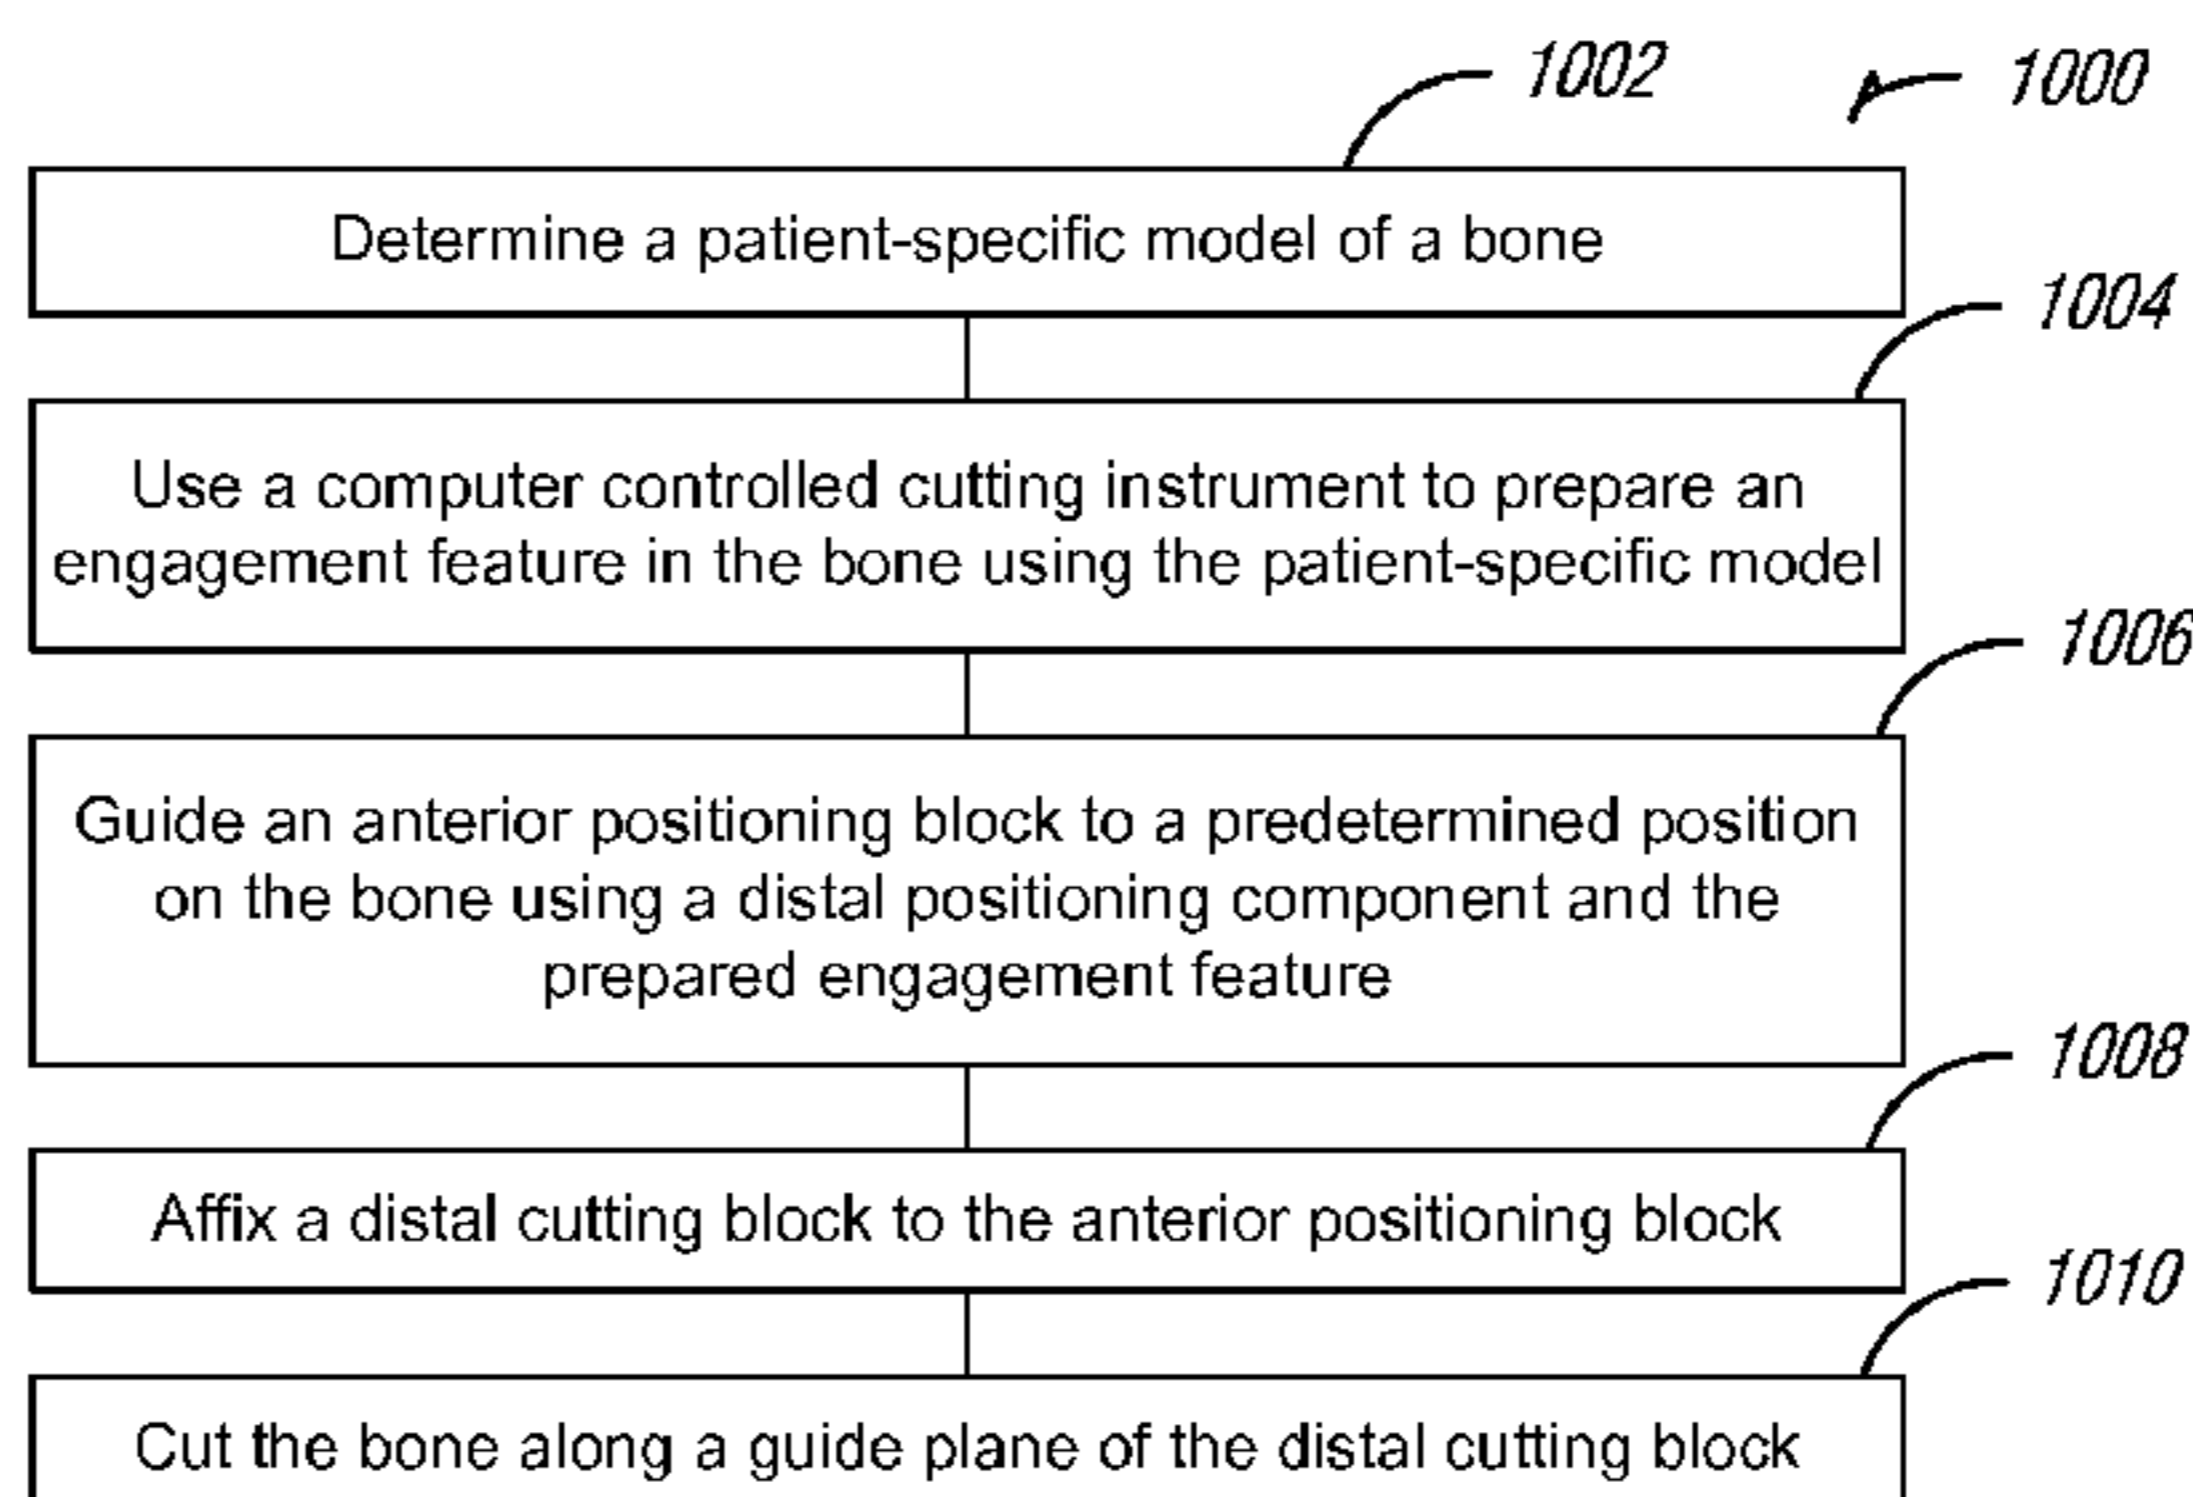 1002
1000
Determine a patient-specific model of a bone
1004
Use a computer controlled cutting instrument to prepare an
engagement feature in the bone using the patient-specific model
1006
Guide an anterior positioning block to a predetermined position
on the bone using a distal positioning component and the
prepared engagement feature
1008
Affix a distal cutting block to the anterior positioning block
1010
Cut the bone along a guide plane of the distal cutting block